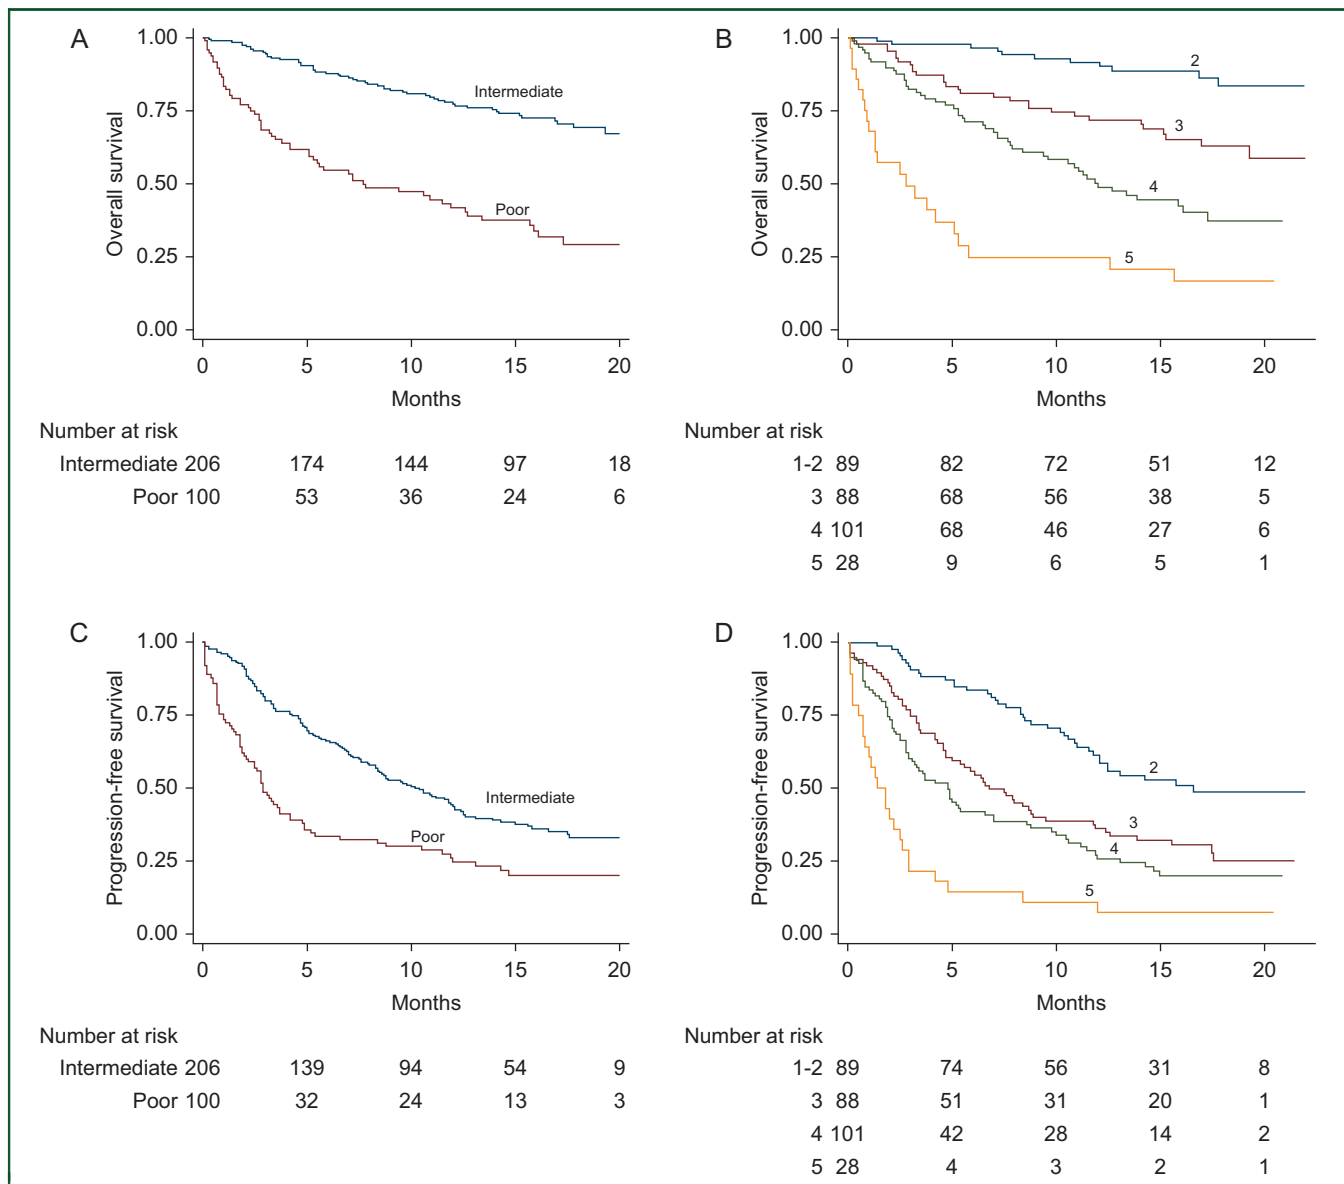 A
1.00
0.75
0.50
0.25
0.00
Overall survival
Intermediate
Poor
0 5 10 15 20
Months
Number at risk
Intermediate 206 174 144 97 18
Poor 100 53 36 24 6
B
1.00
0.75
0.50
0.25
0.00
Overall survival
2
3
4
5
0 5 10 15 20
Months
Number at risk
1-2 89 82 72 51 12
3 88 68 56 38 5
4 101 68 46 27 6
5 28 9 6 5 1
C
1.00
0.75
0.50
0.25
0.00
Progression-free survival
Intermediate
Poor
0 5 10 15 20
Months
Number at risk
Intermediate 206 139 94 54 9
Poor 100 32 24 13 3
D
1.00
0.75
0.50
0.25
0.00
Progression-free survival
2
3
4
5
0 5 10 15 20
Months
Number at risk
1-2 89 74 56 31 8
3 88 51 31 20 1
4 101 42 28 14 2
5 28 4 3 2 1